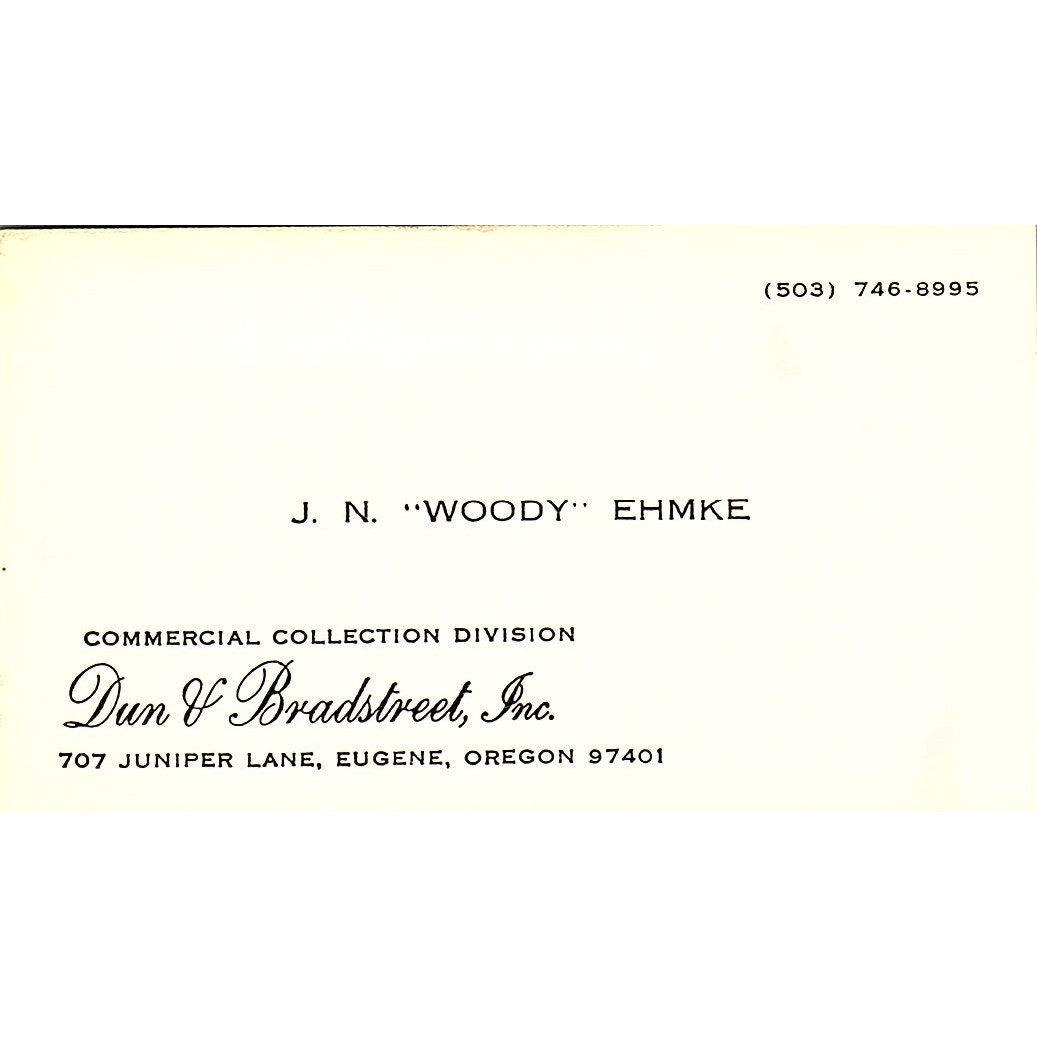 (503) 746-8995
J. N. "WOODY" EHMKE
COMMERCIAL COLLECTION DIVISION
Dun & Bradstreet, Inc.
707 JUNIPER LANE, EUGENE, OREGON 97401